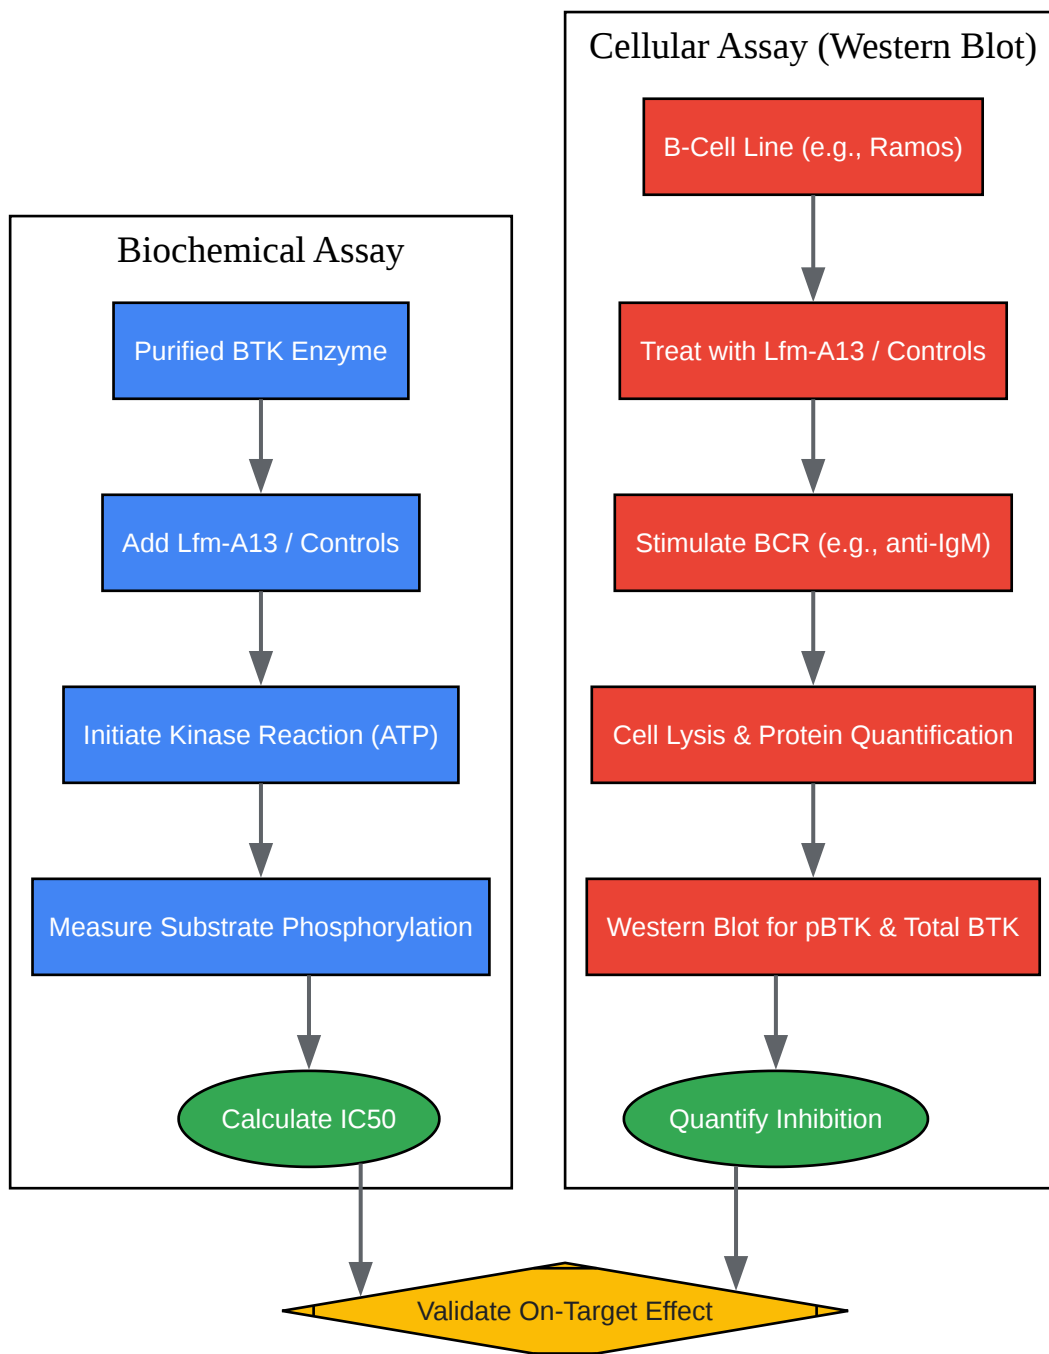 Biochemical Assay
Purified BTK Enzyme
Add Lfm-A13 / Controls
Initiate Kinase Reaction (ATP)
Measure Substrate Phosphorylation
Calculate IC50
Cellular Assay (Western Blot)
B-Cell Line (e.g., Ramos)
Treat with Lfm-A13 / Controls
Stimulate BCR (e.g., anti-IgM)
Cell Lysis & Protein Quantification
Western Blot for pBTK & Total BTK
Quantify Inhibition
Validate On-Target Effect